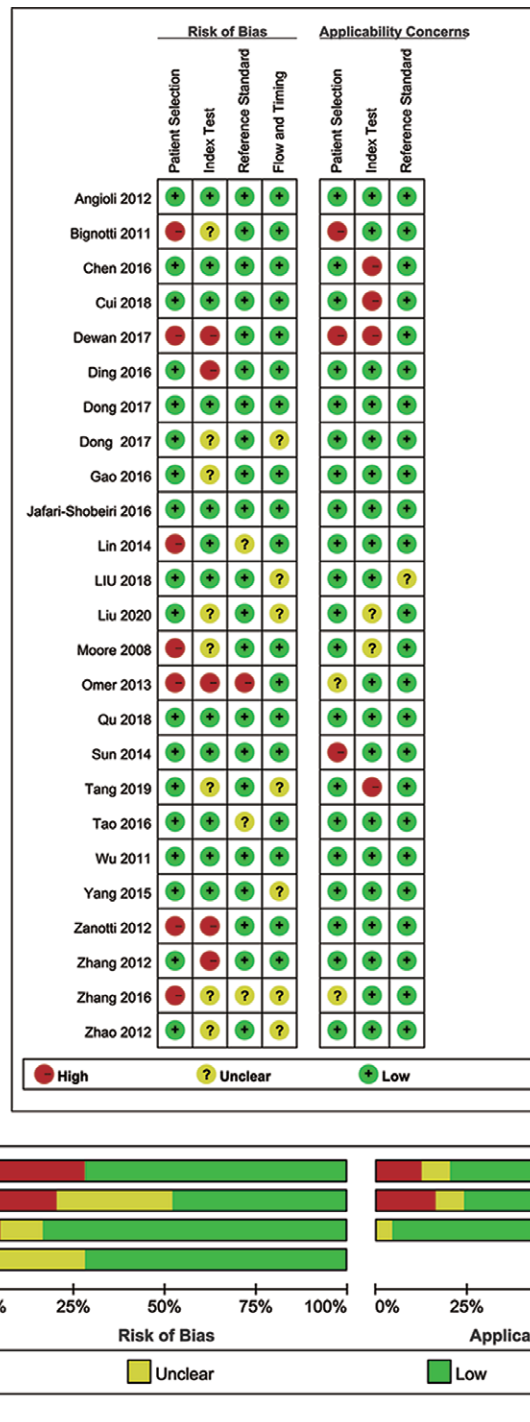 Risk of Bias Applicability Concerns
Patient Selection Index Test Reference Standard Flow and Timing Patient Selection Index Test Reference Standard
Angioli 2012 + + + + + + +
Bignotti 2011 - ? + + - + +
Chen 2016 + + + + + - +
Cui 2018 + + + + + - +
Dewan 2017 - - + + - - +
Ding 2016 + - + + + + +
Dong 2017 + + + + + + +
Dong 2017 + ? + ? + + +
Gao 2016 + ? + + + + +
Jafari-Shobeiri 2016 + + + + + + +
Lin 2014 - + ? + + + +
LIU 2018 + + + ? + + ?
Liu 2020 + ? + ? + ? +
Moore 2008 - ? + + + ? +
Omer 2013 - - - + ? + +
Qu 2018 + + + + + + +
Sun 2014 + + + + - + +
Tang 2019 + ? + ? + - +
Tao 2016 + + ? + + + +
Wu 2011 + + + + + + +
Yang 2015 + + + ? + + +
Zanotti 2012 - - + + + + +
Zhang 2012 + - + + + + +
Zhang 2016 - ? ? ? ? + +
Zhao 2012 + ? + ? + + +
- High ? Unclear + Low
% 25% 50% 75% 100% 0% 25%
Risk of Bias Applica
Unclear Low